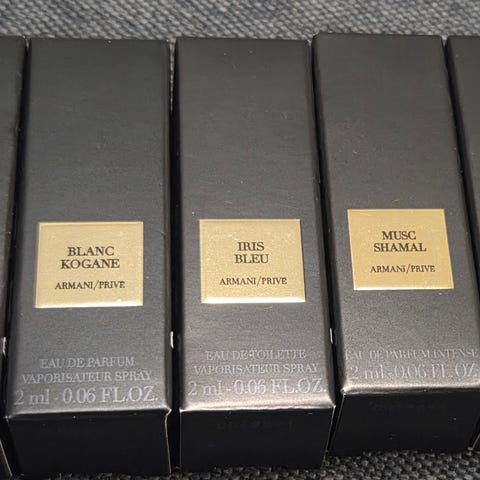 BLANC
KOGANE
ARMANI/PRIVE
EAU DE PARFUM
VAPORISATEUR SPRAY
2 ml - 0.06 FL.OZ.
IRIS
BLEU
ARMANI/PRIVE
EAU DE TOILETTE
VAPORISATEUR SPRAY
2 ml - 0.06 FL.OZ.
MUSC
SHAMAL
ARMANI/PRIVE
EAU DE PARFUM INTENSE
2 ml - 0.06 FL.OZ.